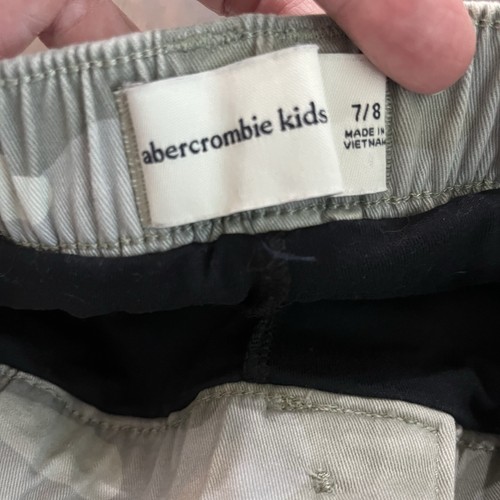 abercrombie kids
7/8
MADE IN
VIETNAM